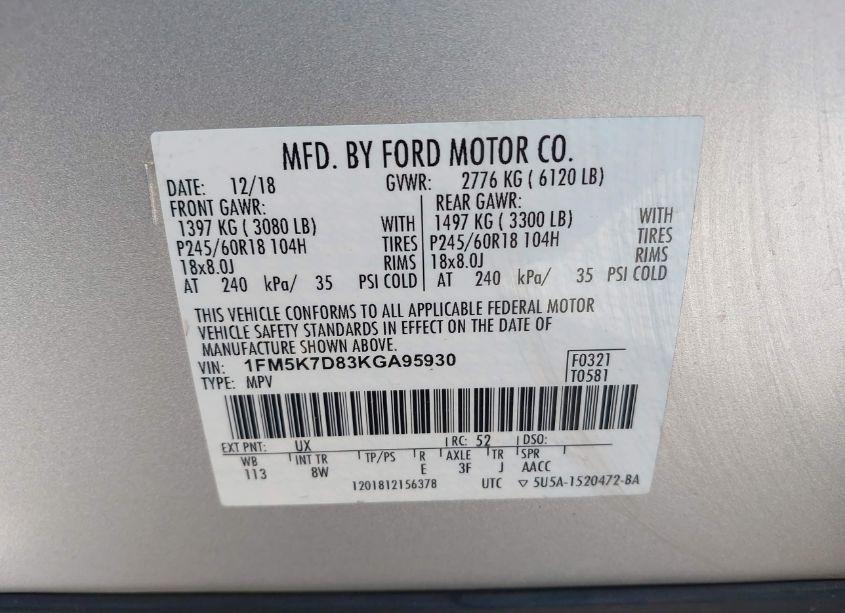 MFD. BY FORD MOTOR CO.
DATE: 12/18 GVWR: 2776 KG ( 6120 LB)
FRONT GAWR: REAR GAWR:
1397 KG ( 3080 LB) WITH 1497 KG ( 3300 LB) WITH
P245/60R18 104H TIRES P245/60R18 104H TIRES
18x8.0J RIMS 18x8.0J RIMS
AT 240 kPa/ 35 PSI COLD AT 240 kPa/ 35 PSI COLD
THIS VEHICLE CONFORMS TO ALL APPLICABLE FEDERAL MOTOR
VEHICLE SAFETY STANDARDS IN EFFECT ON THE DATE OF
MANUFACTURE SHOWN ABOVE.
VIN: 1FM5K7D83KGA95930 F0321
TYPE: MPV T0581
EXT PNT: UX RC: 52 DSO:
WB INT TR TP/PS R AXLE TR SPR
113 8W E 3F J AACC
1201812156378 UTC ▽ 5U5A-1520472-BA